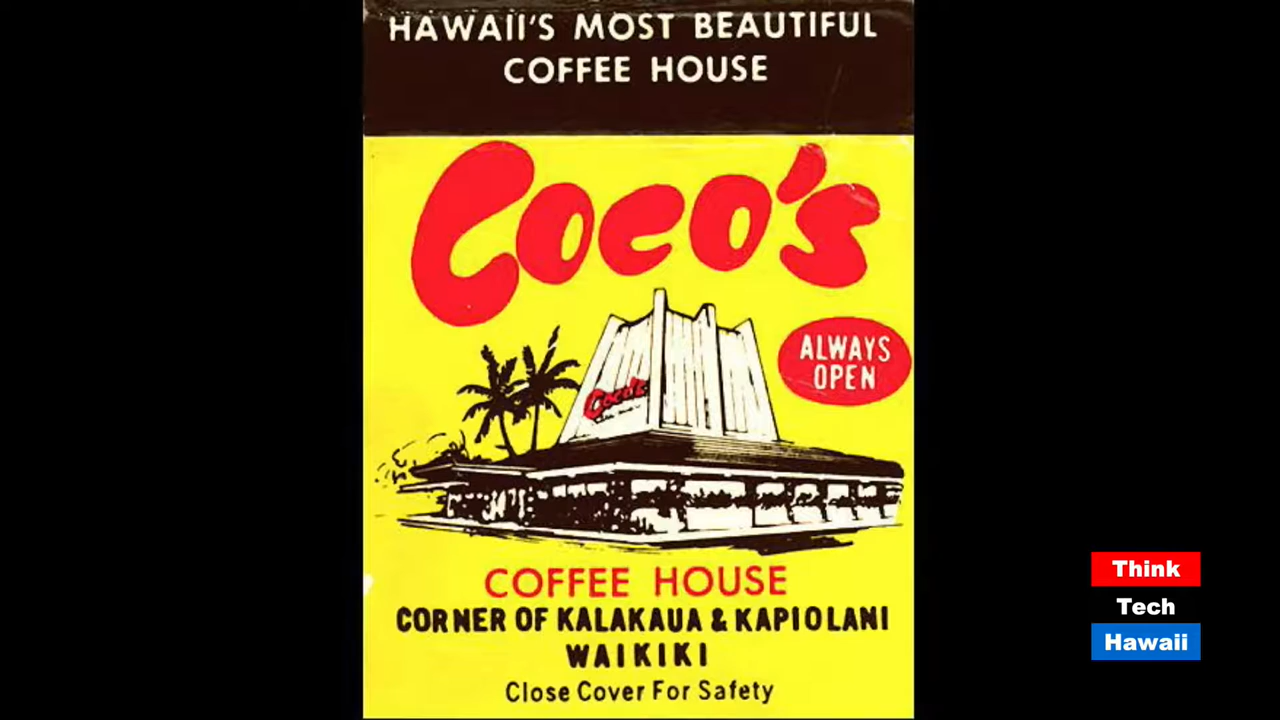 HAWAII'S MOST BEAUTIFUL
COFFEE HOUSE
Coco's
ALWAYS
OPEN
Coco's
COFFEE HOUSE
CORNER OF KALAKAUA & KAPIOLANI
WAIKIKI
Close Cover For Safety
Think
Tech
Hawaii